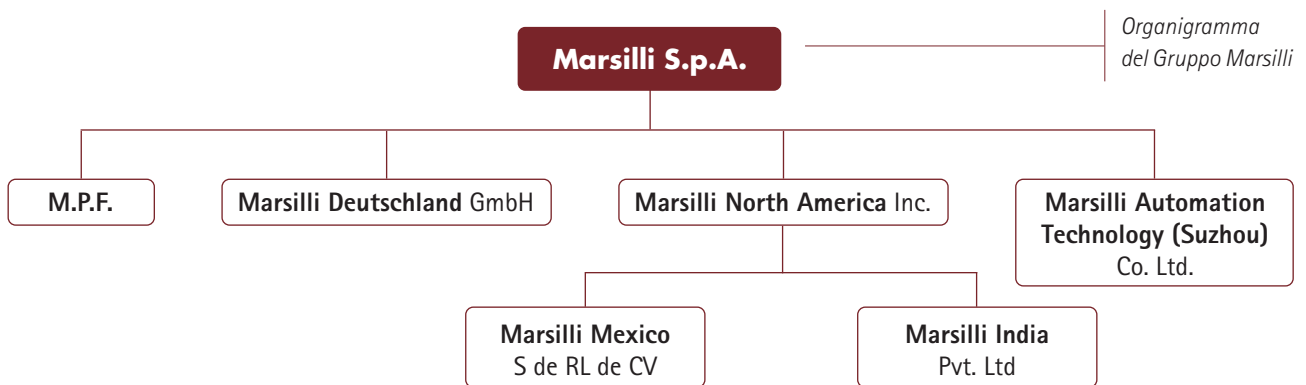 Marsilli S.p.A.
Organigramma
del Gruppo Marsilli
M.P.F.
Marsilli Deutschland GmbH
Marsilli North America Inc.
Marsilli Automation
Technology (Suzhou)
Co. Ltd.
Marsilli Mexico
S de RL de CV
Marsilli India
Pvt. Ltd